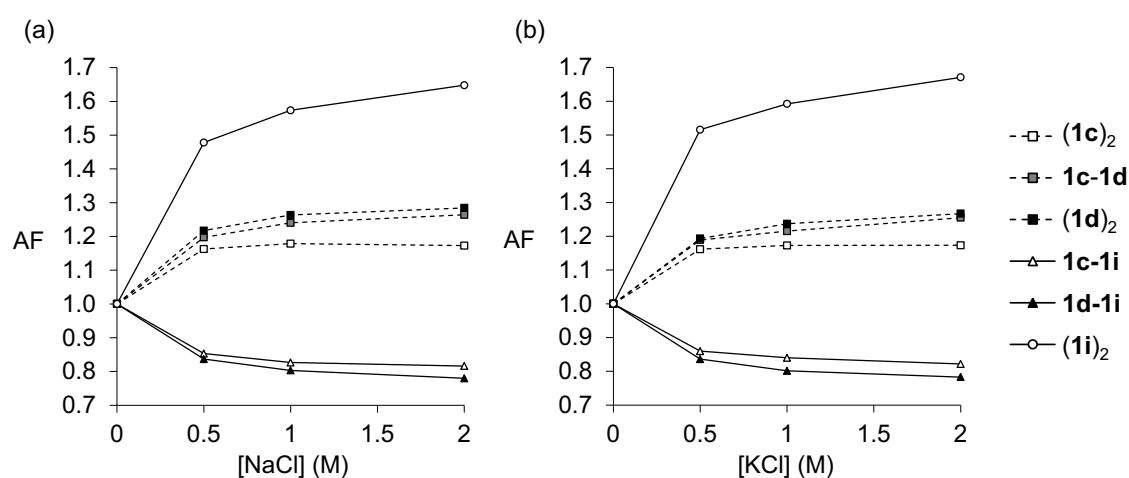 (a)
1.7
1.6
1.5
1.4
1.3
1.2
1.1
1.0
0.9
0.8
0.7
AF
0 0.5 1 1.5 2
[NaCl] (M)
(b)
1.7
1.6
1.5
1.4
1.3
1.2
1.1
1.0
0.9
0.8
0.7
AF
0 0.5 1 1.5 2
[KCl] (M)
(1c)₂
1c-1d
(1d)₂
1c-1i
1d-1i
(1i)₂